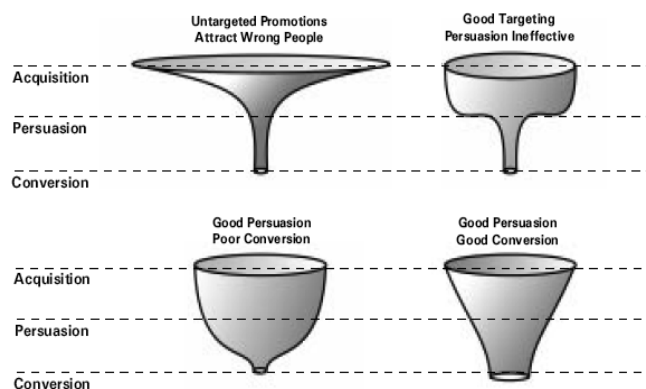 Untargeted Promotions
Attract Wrong People
Good Targeting
Persuasion Ineffective
Acquisition
Persuasion
Conversion
Good Persuasion
Poor Conversion
Good Persuasion
Good Conversion
Acquisition
Persuasion
Conversion